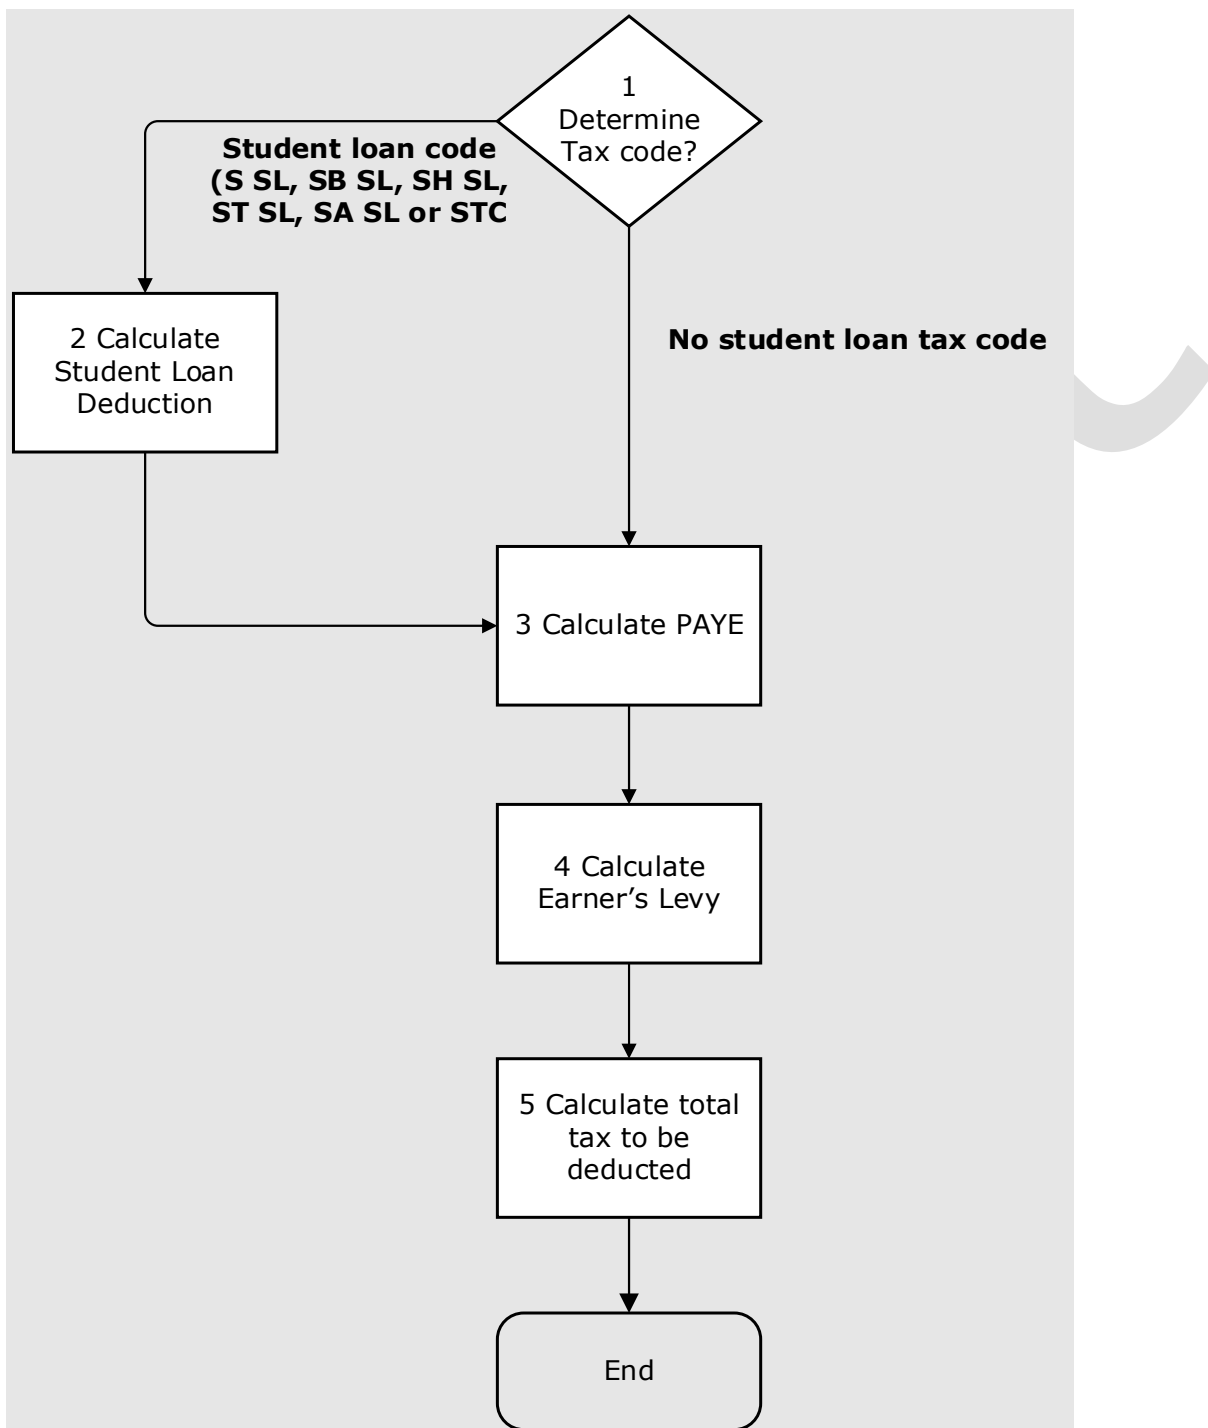 1
Determine
Tax code?
Student loan code
(S SL, SB SL, SH SL,
ST SL, SA SL or STC
2 Calculate
Student Loan
Deduction
No student loan tax code
3 Calculate PAYE
4 Calculate
Earner’s Levy
5 Calculate total
tax to be
deducted
End